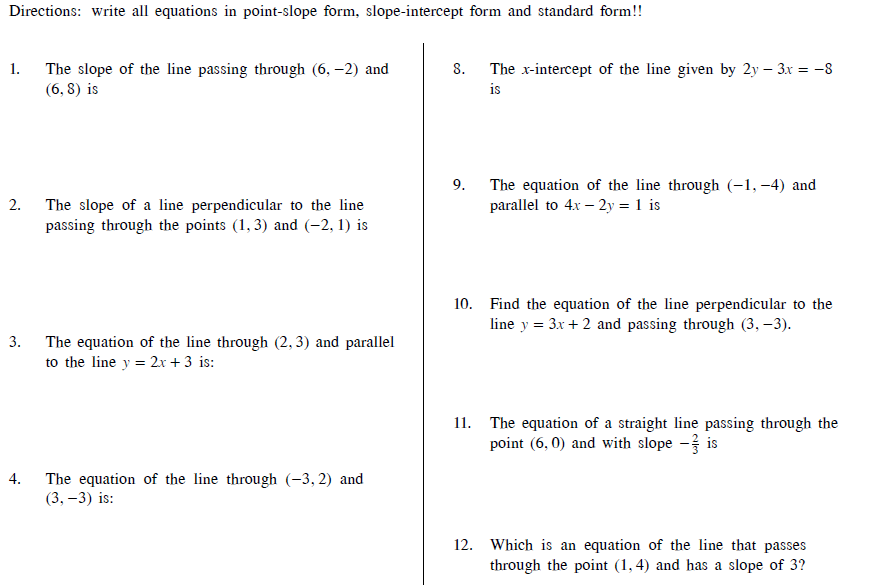 Directions: write all equations in point-slope form, slope-intercept form and standard form!!
1. The slope of the line passing through (6, −2) and
(6, 8) is
2. The slope of a line perpendicular to the line
passing through the points (1, 3) and (−2, 1) is
3. The equation of the line through (2, 3) and parallel
to the line y = 2x + 3 is:
4. The equation of the line through (−3, 2) and
(3, −3) is:
8. The x-intercept of the line given by 2y − 3x = −8
is
9. The equation of the line through (−1, −4) and
parallel to 4x − 2y = 1 is
10. Find the equation of the line perpendicular to the
line y = 3x + 2 and passing through (3, −3).
11. The equation of a straight line passing through the
point (6, 0) and with slope −2/3 is
12. Which is an equation of the line that passes
through the point (1, 4) and has a slope of 3?